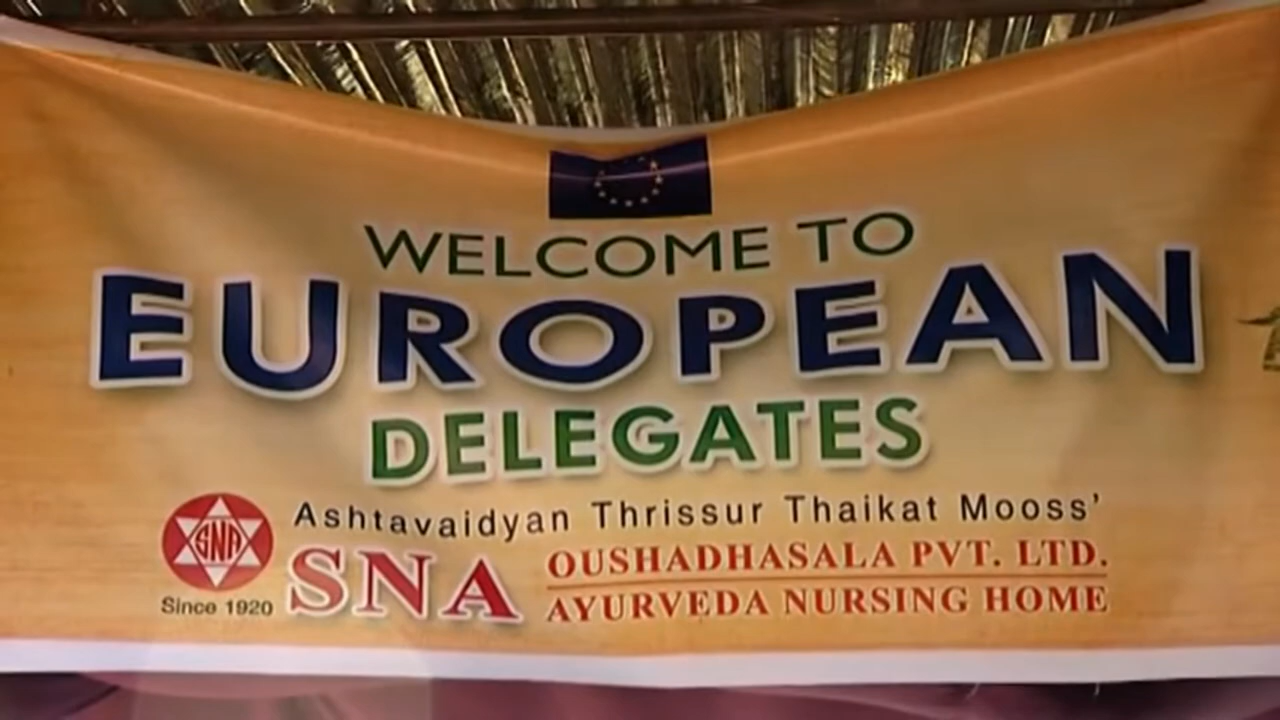 WELCOME TO
EUROPEAN
DELEGATES
SNA
Since 1920
Ashtavaidyan Thrissur Thaikat Mooss'
SNA
OUSHADHASALA PVT. LTD.
AYURVEDA NURSING HOME